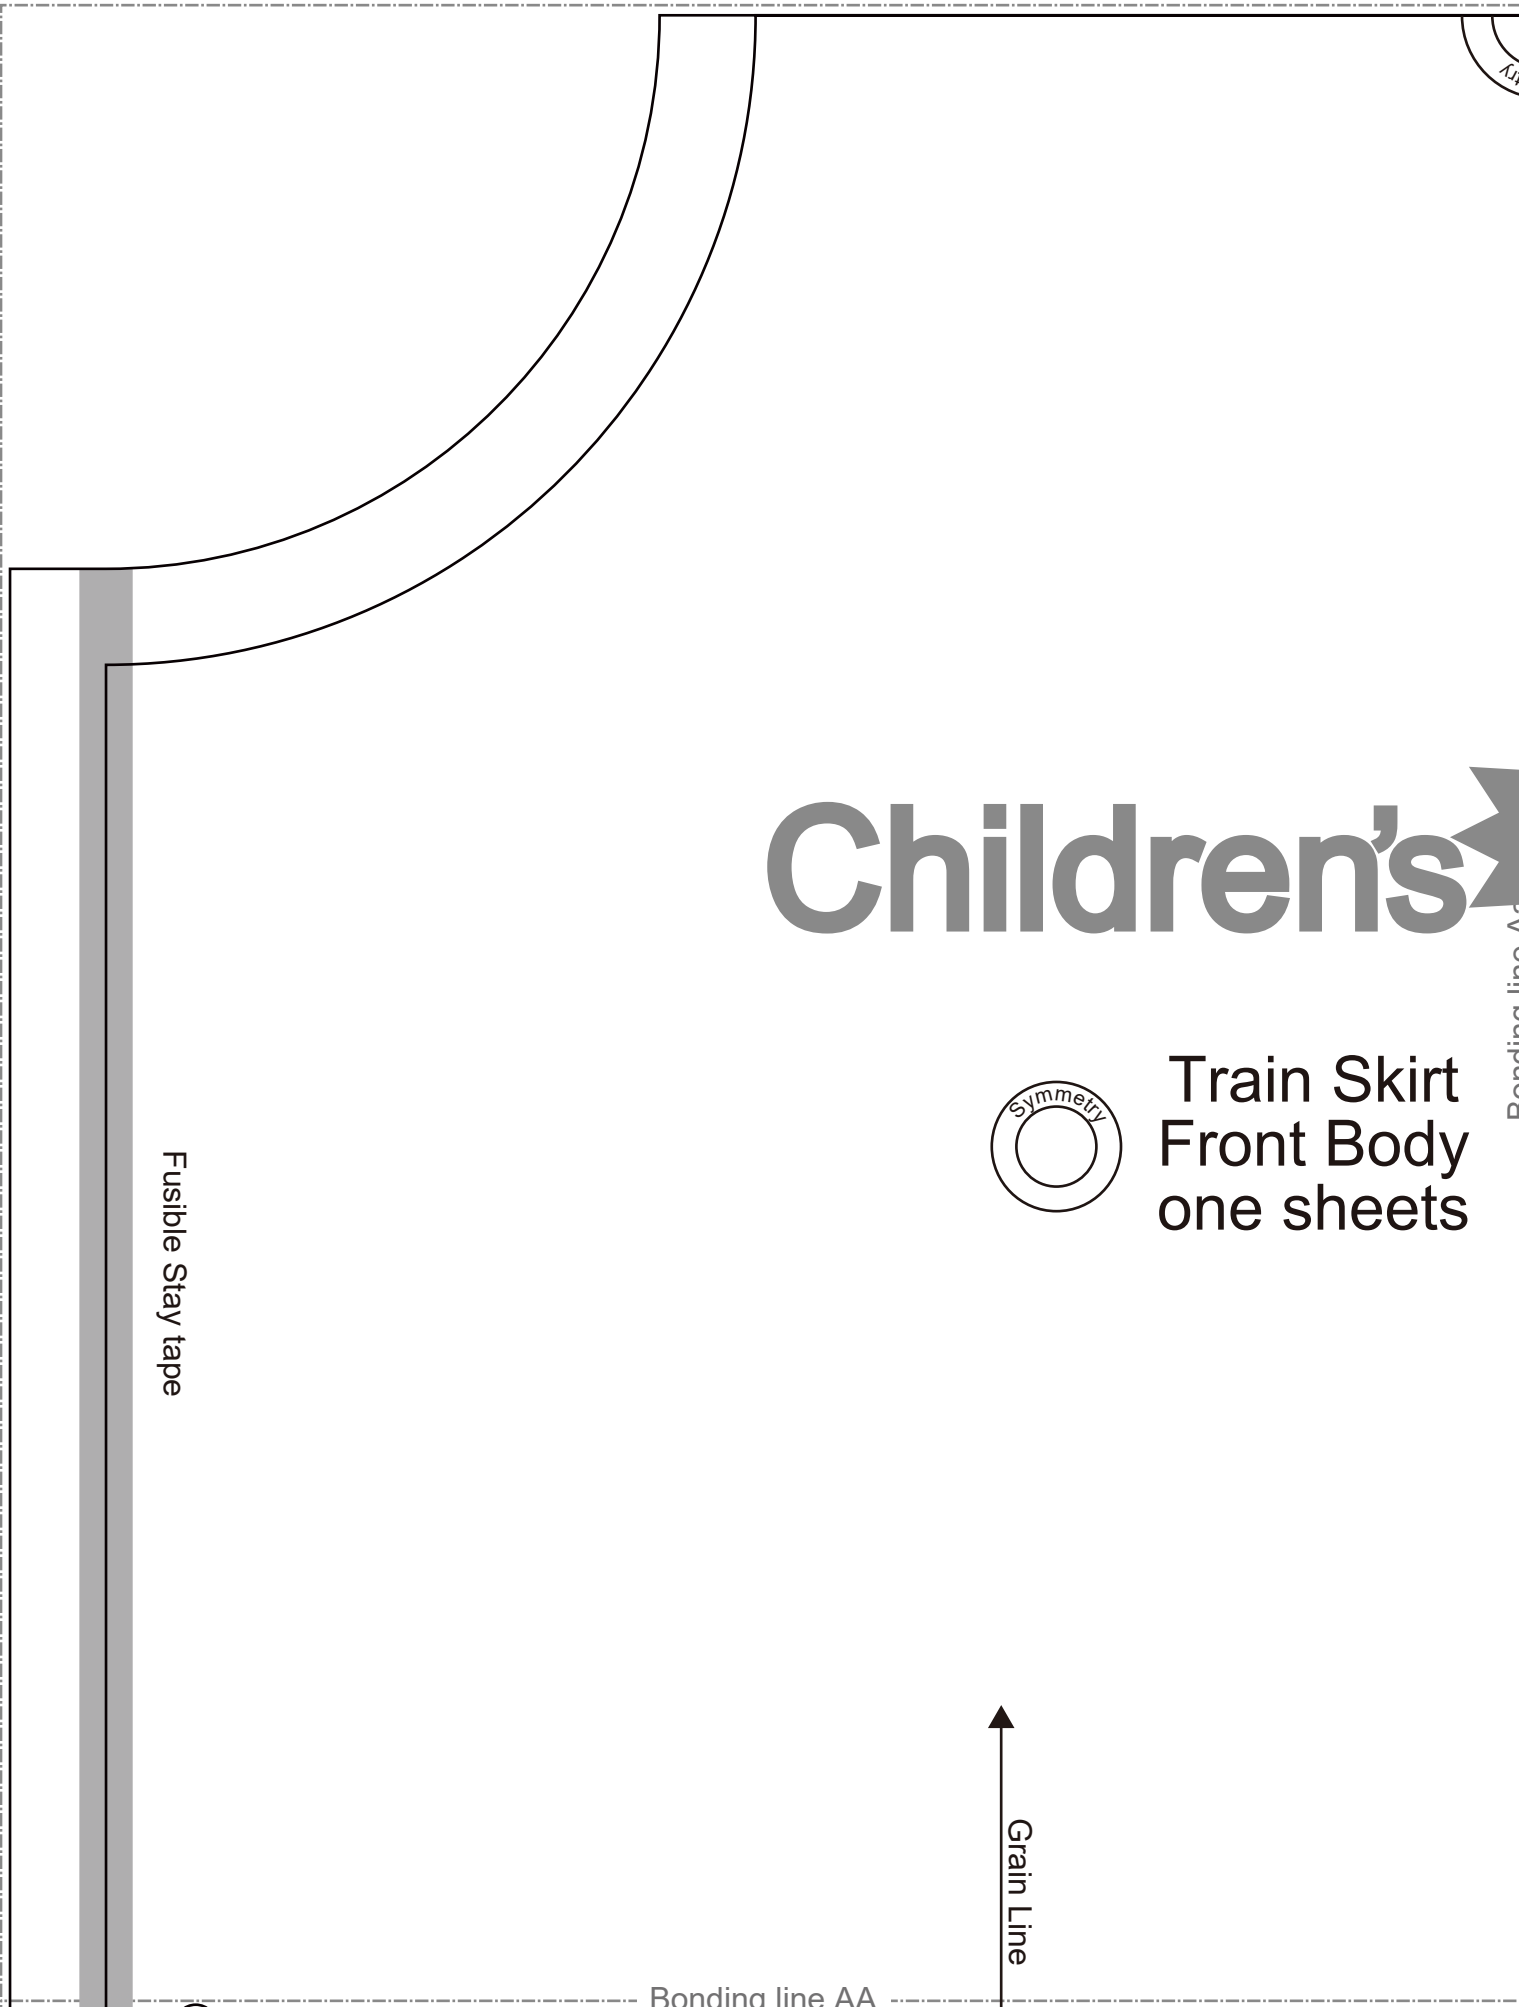 Children's
Symmetry
Train Skirt
Front Body
one sheets
Fusible Stay tape
Grain Line
Bonding line AA